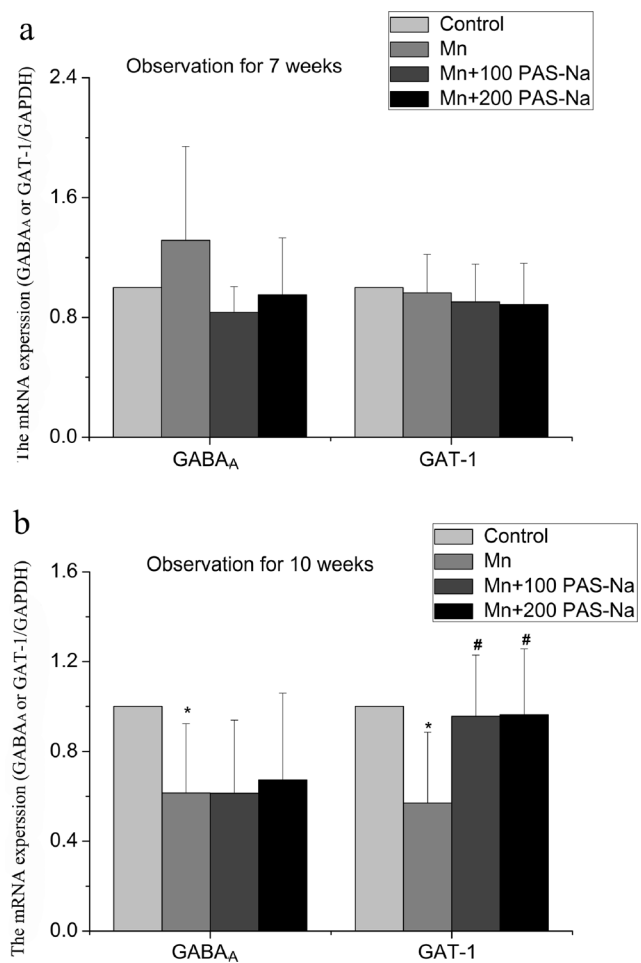 a
Control
Mn
Mn+100 PAS-Na
Mn+200 PAS-Na
Observation for 7 weeks
The mRNA experssion (GABAA or GAT-1/GAPDH)
2.4
1.6
0.8
0.0
GABAA
GAT-1
b
Control
Mn
Mn+100 PAS-Na
Mn+200 PAS-Na
Observation for 10 weeks
The mRNA experssion (GABAA or GAT-1/GAPDH)
1.6
1.2
0.8
0.4
0.0
*
*
#
#
GABAA
GAT-1